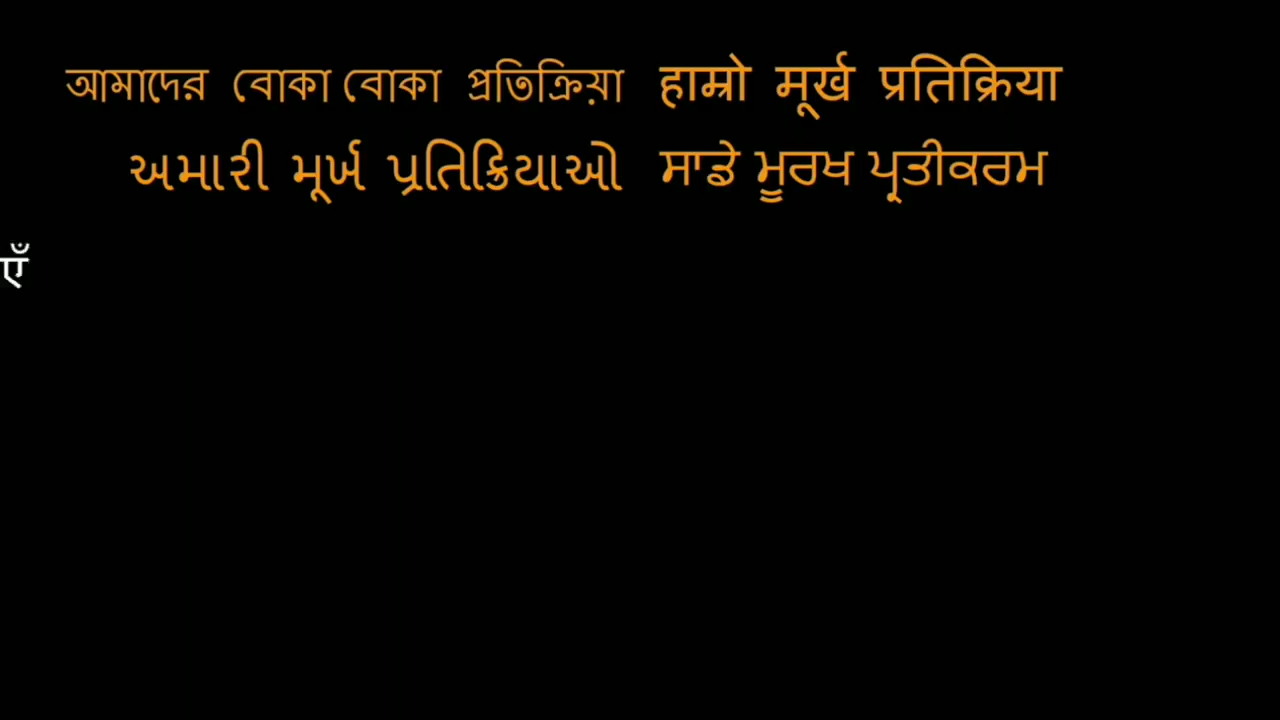 আমাদের বোকা বোকা প্রতিক্রিয়া हाम्रो मूर्ख प्रतिक्रिया
અમારી મૂર્ખ પ્રતિક્રિયાઓ ਸਾਡੇ ਮੂਰਖ ਪ੍ਰਤੀਕਰਮ
एँ